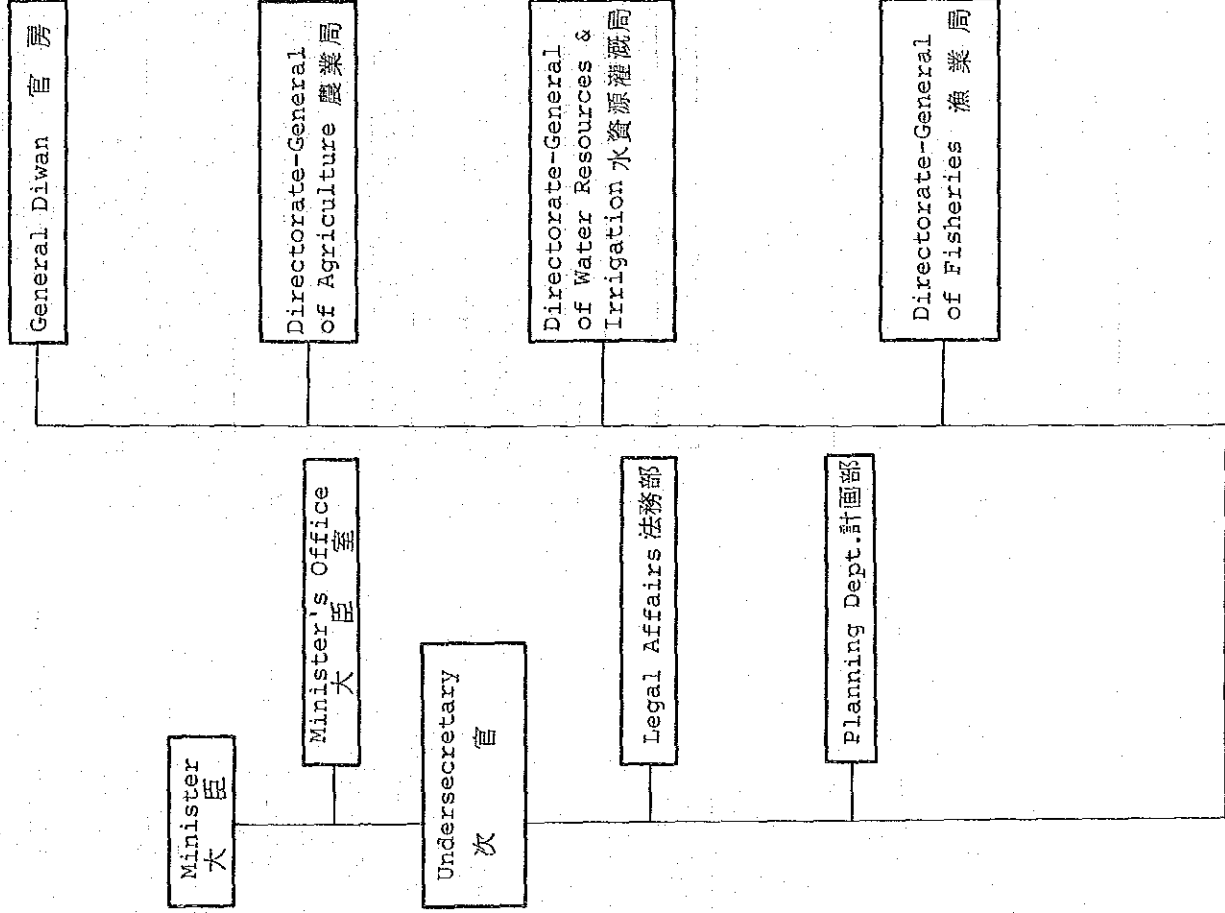 Minister
大臣
Minister's Office
大臣室
Undersecretary
次官
Legal Affairs 法務部
Planning Dept.計画部
General Diwan 官房
Directorate-General
of Agriculture 農業局
Directorate-General
of Water Resources &
Irrigation 水資源灌漑局
Directorate-General
of Fisheries 漁業局